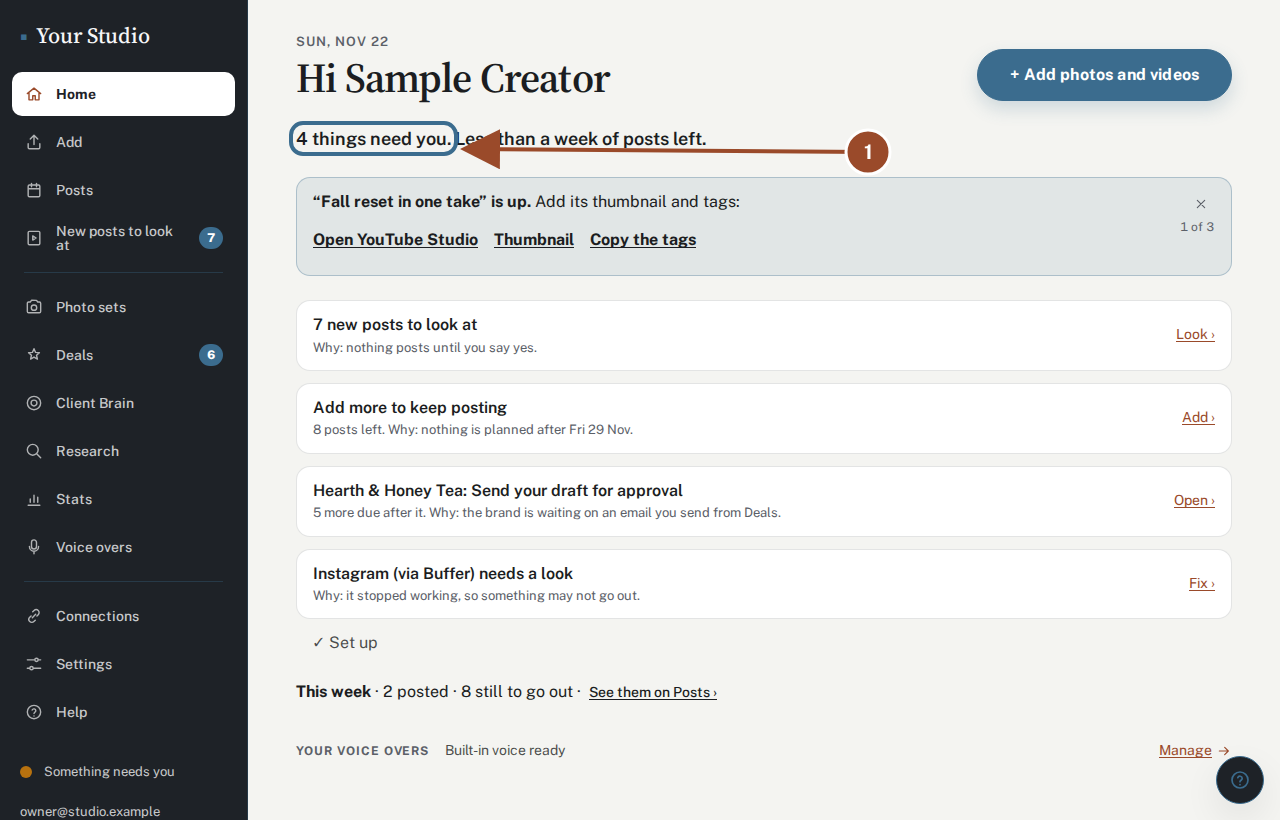 Your Studio
Home
Add
Posts
New posts to look
at
7
Photo sets
Deals
6
Client Brain
Research
Stats
Voice overs
Connections
Settings
Help
Something needs you
owner@studio.example
SUN, NOV 22
Hi Sample Creator
+ Add photos and videos
4 things need you. Less than a week of posts left.
1
“Fall reset in one take” is up. Add its thumbnail and tags:
Open YouTube Studio Thumbnail Copy the tags
1 of 3
7 new posts to look at
Why: nothing posts until you say yes.
Look ›
Add more to keep posting
8 posts left. Why: nothing is planned after Fri 29 Nov.
Add ›
Hearth & Honey Tea: Send your draft for approval
5 more due after it. Why: the brand is waiting on an email you send from Deals.
Open ›
Instagram (via Buffer) needs a look
Why: it stopped working, so something may not go out.
Fix ›
✓ Set up
This week · 2 posted · 8 still to go out · See them on Posts ›
YOUR VOICE OVERS Built-in voice ready
Manage →